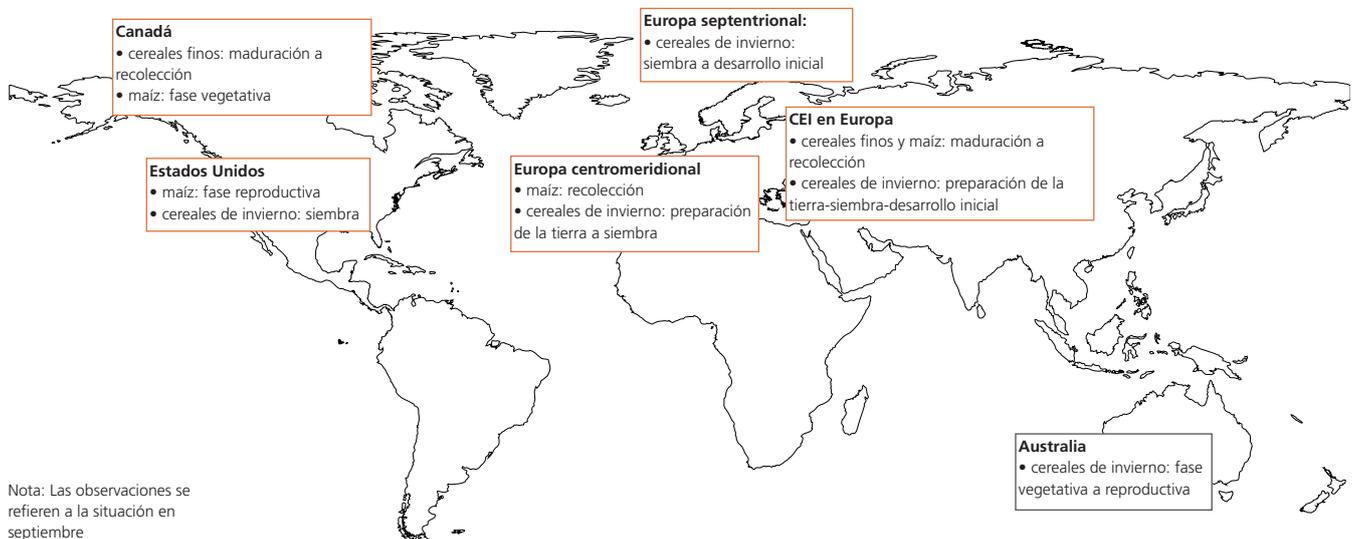 Canadá
• cereales finos: maduración a
recolección
• maíz: fase vegetativa
Europa septentrional:
• cereales de invierno:
siembra a desarrollo inicial
CEI en Europa
• cereales finos y maíz: maduración a
recolección
• cereales de invierno: preparación de la
tierra-siembra-desarrollo inicial
Estados Unidos
• maíz: fase reproductiva
• cereales de invierno: siembra
Europa centromeridional
• maíz: recolección
• cereales de invierno: preparación
de la tierra a siembra
Australia
• cereales de invierno: fase
vegetativa a reproductiva
Nota: Las observaciones se
refieren a la situación en
septiembre